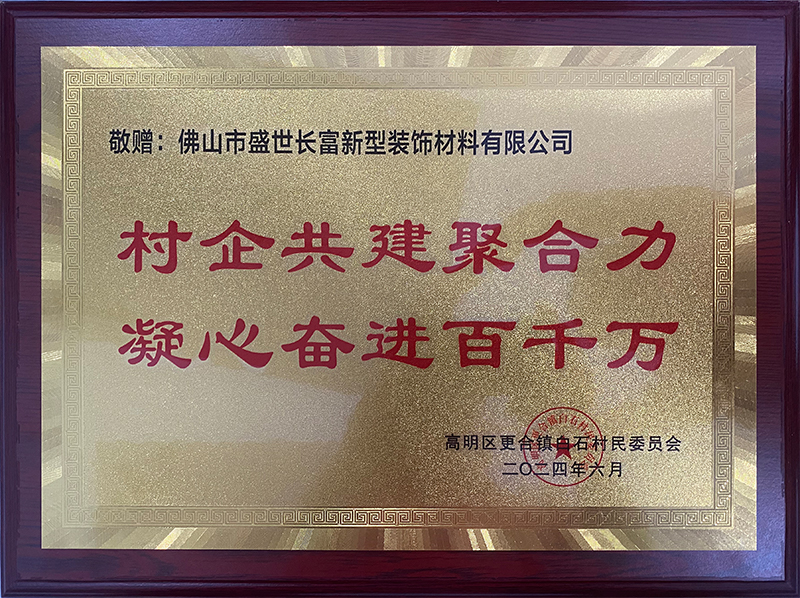 敬赠：佛山市盛世长富新型装饰材料有限公司
村企共建聚合力
凝心奋进百千万
高明区更合镇白石村民委员会
二〇二四年六月